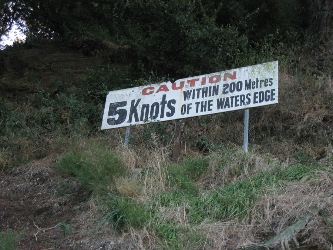 CAUTION
5 Knots WITHIN 200 Metres
OF THE WATERS EDGE